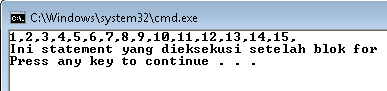 C:\Windows\system32\cmd.exe
1,2,3,4,5,6,7,8,9,10,11,12,13,14,15,
Ini statement yang dieksekusi setelah blok for
Press any key to continue . . .